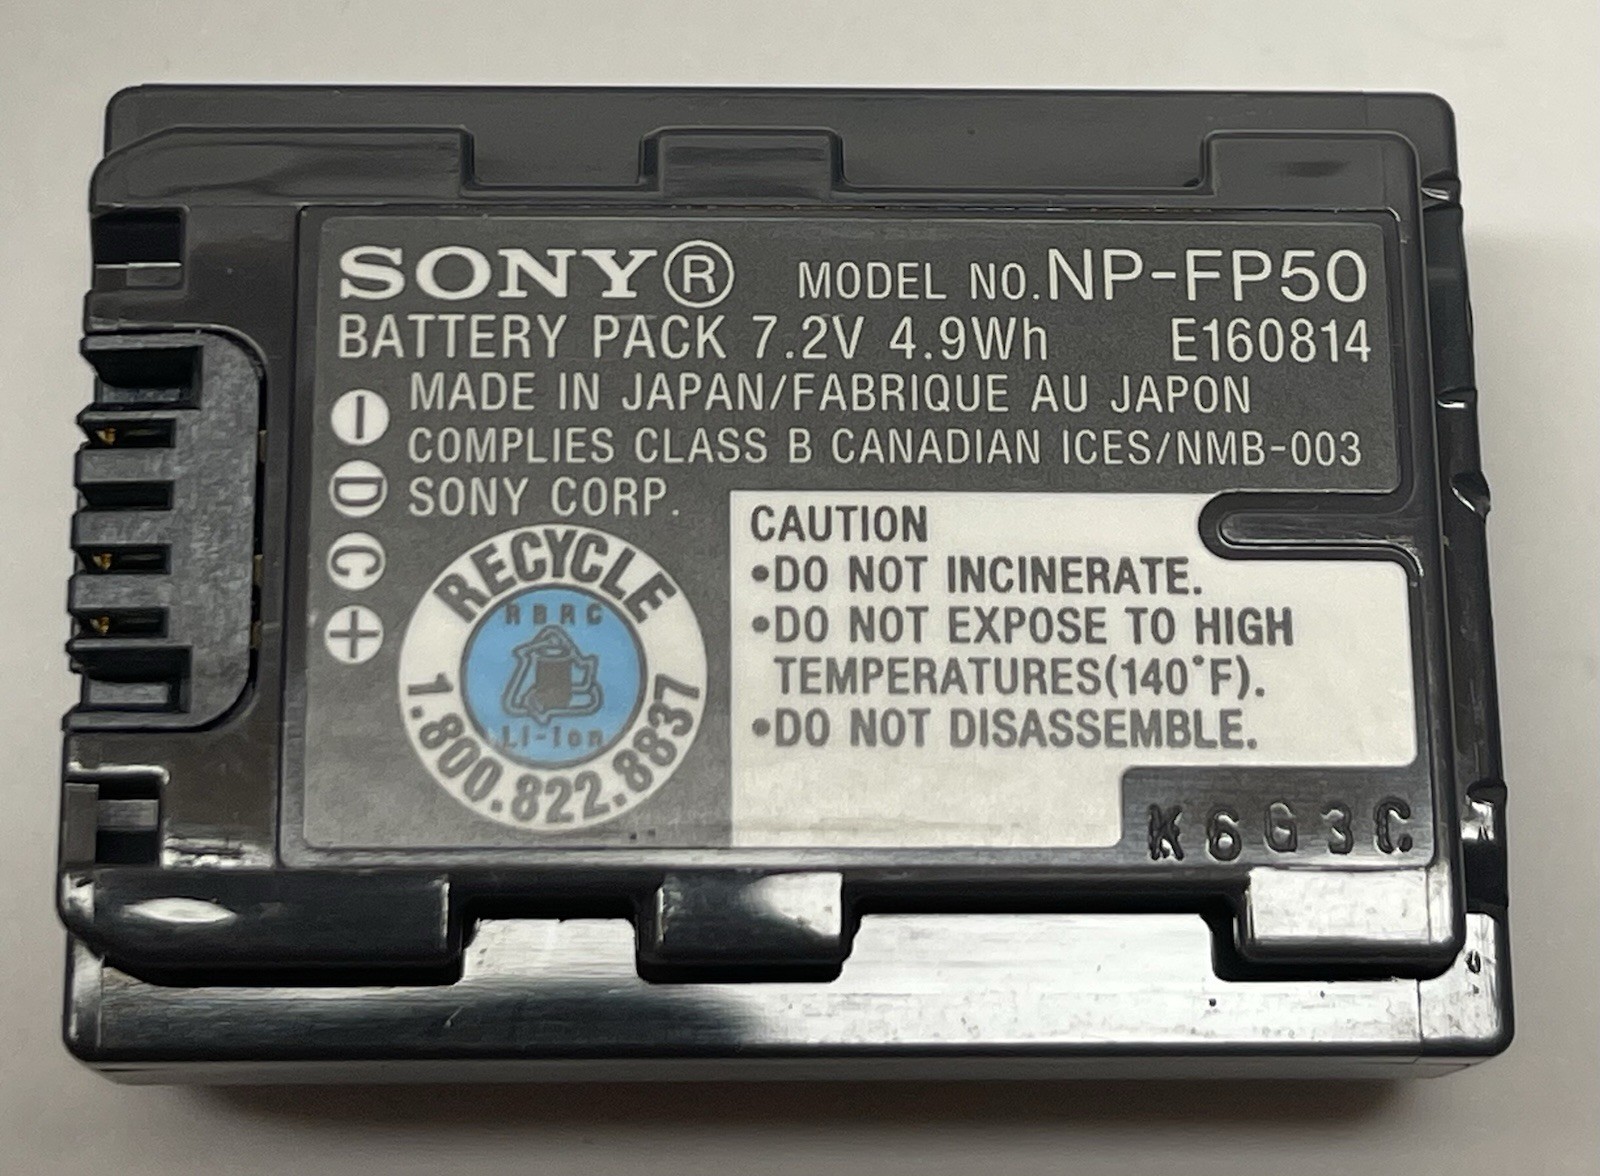 SONY® MODEL NO. NP-FP50
BATTERY PACK 7.2V 4.9Wh E160814
MADE IN JAPAN/FABRIQUE AU JAPON
COMPLIES CLASS B CANADIAN ICES/NMB-003
SONY CORP.
−
D
C
+
RECYCLE
RBRC
Li-Ion
1.800.822.8837
CAUTION
•DO NOT INCINERATE.
•DO NOT EXPOSE TO HIGH
TEMPERATURES(140°F).
•DO NOT DISASSEMBLE.
K6G3C